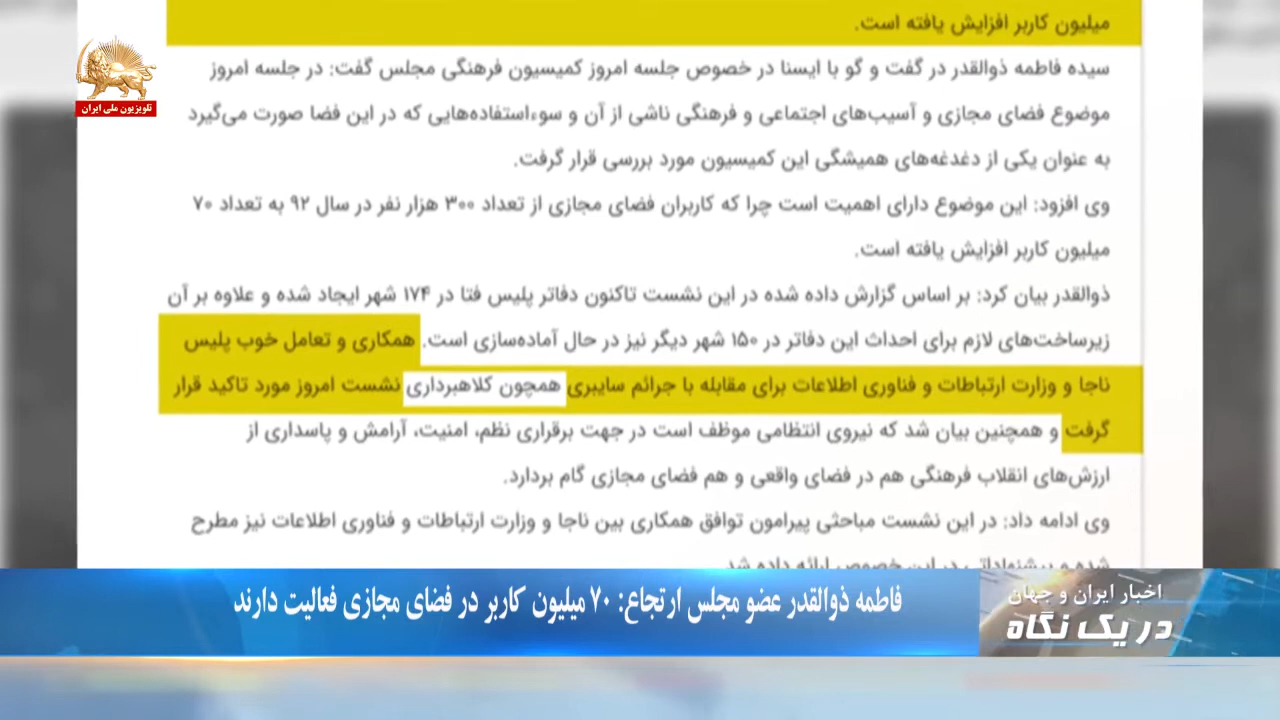 میلیون کاربر افزایش یافته است.
سیده فاطمه ذوالقدر در گفت و گو با ایسنا در خصوص جلسه امروز کمیسیون فرهنگی مجلس گفت: در جلسه امروز
موضوع فضای مجازی و آسیب‌های اجتماعی و فرهنگی ناشی از آن و سوءاستفاده‌هایی که در این فضا صورت می‌گیرد
به عنوان یکی از دغدغه‌های همیشگی این کمیسیون مورد بررسی قرار گرفت.
وی افزود: این موضوع دارای اهمیت است چرا که کاربران فضای مجازی از تعداد ۳۰۰ هزار نفر در سال ۹۲ به تعداد ۷۰
میلیون کاربر افزایش یافته است.
ذوالقدر بیان کرد: بر اساس گزارش داده شده در این نشست تاکنون دفاتر پلیس فتا در ۱۷۴ شهر ایجاد شده و علاوه بر آن
زیرساخت‌های لازم برای احداث این دفاتر در ۱۵۰ شهر دیگر نیز در حال آماده‌سازی است. همکاری و تعامل خوب پلیس
ناجا و وزارت ارتباطات و فناوری اطلاعات برای مقابله با جرائم سایبری همچون کلاهبرداری نشست امروز مورد تاکید قرار
گرفت و همچنین بیان شد که نیروی انتظامی موظف است در جهت برقراری نظم، امنیت، آرامش و پاسداری از
ارزش‌های انقلاب فرهنگی هم در فضای واقعی و هم فضای مجازی گام بردارد.
وی ادامه داد: در این نشست مباحثی پیرامون توافق همکاری بین ناجا و وزارت ارتباطات و فناوری اطلاعات نیز مطرح
شده و پیشنهاداتی در این خصوص ارائه داده شد
تلویزیون ملی ایران
اخبار ایران و جهان
در یک نگاه
فاطمه ذوالقدر عضو مجلس ارتجاع: ۷۰ میلیون کاربر در فضای مجازی فعالیت دارند